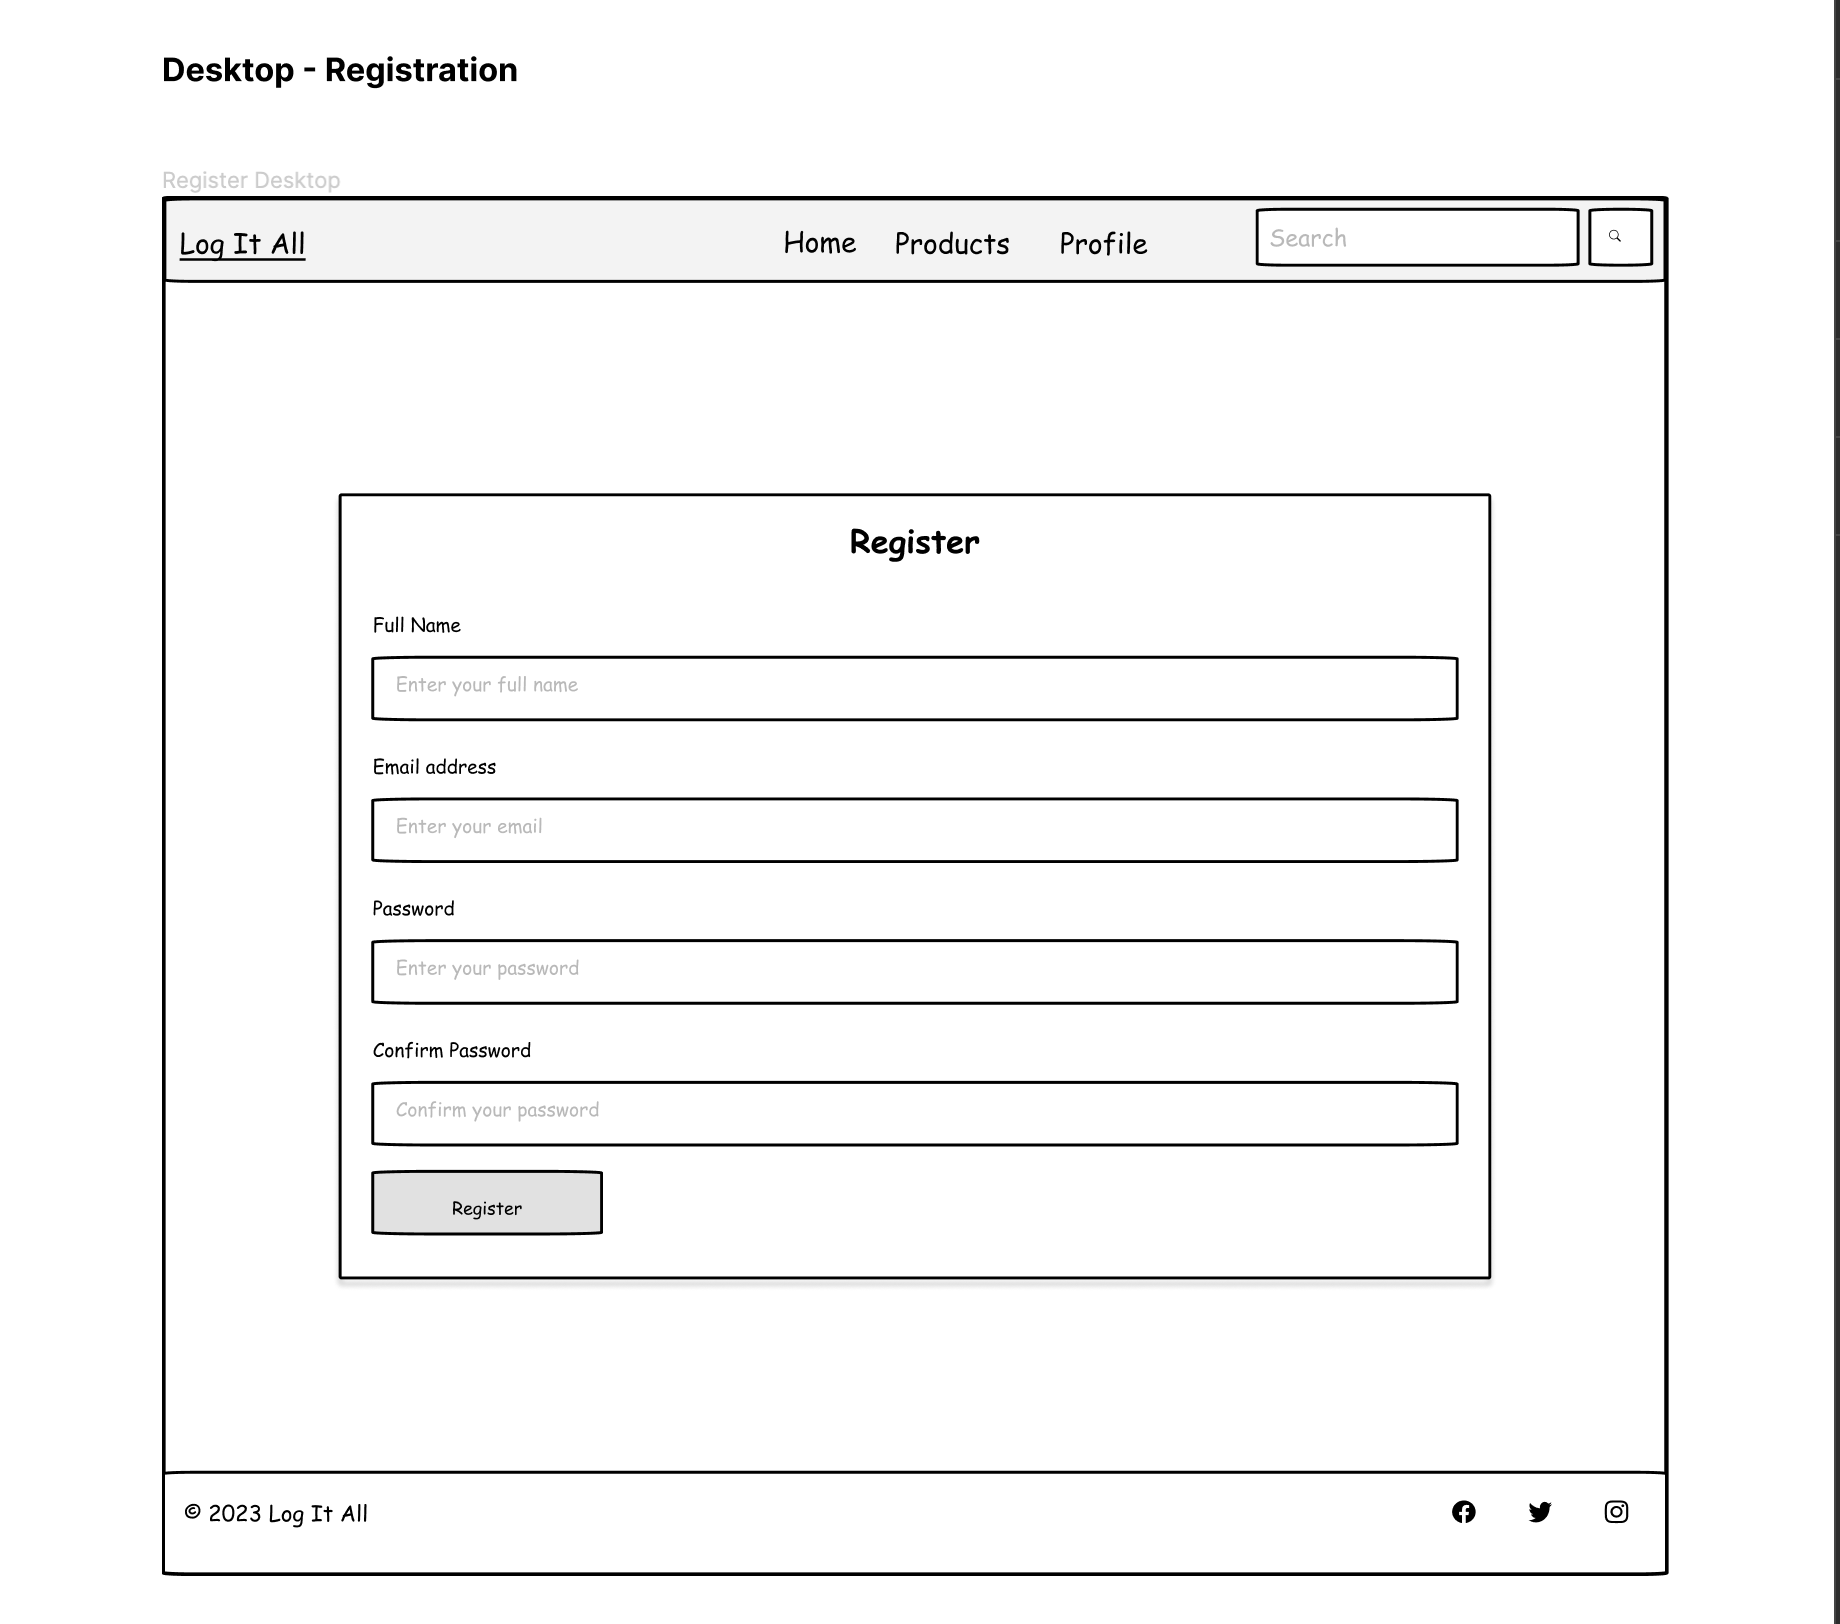 Desktop - Registration
Register Desktop
Log It All Home Products Profile Search
Register
Full Name
Enter your full name
Email address
Enter your email
Password
Enter your password
Confirm Password
Confirm your password
Register
© 2023 Log It All